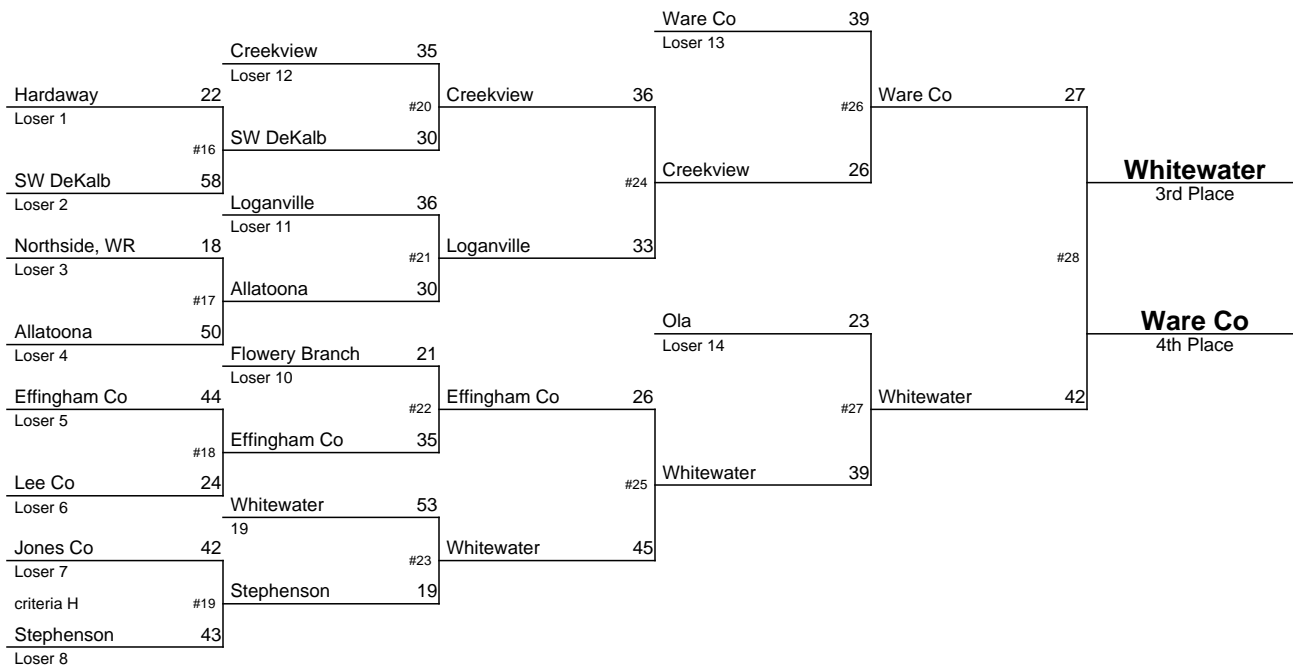 Ware Co 39
Loser 13
Creekview 35
Loser 12
Hardaway 22
Loser 1
#20
Creekview 36
#26
Ware Co 27
#16
SW DeKalb 30
SW DeKalb 58
Loser 2
#24
Creekview 26
Whitewater
3rd Place
Loganville 36
Loser 11
Northside, WR 18
Loser 3
#21
Loganville 33
#28
#17
Allatoona 30
Allatoona 50
Loser 4
Ola 23
Loser 14
Ware Co
4th Place
Flowery Branch 21
Loser 10
Effingham Co 44
Loser 5
#22
Effingham Co 26
#27
Whitewater 42
#18
Effingham Co 35
Lee Co 24
Loser 6
#25
Whitewater 39
Whitewater 53
19
Jones Co 42
Loser 7
#23
Whitewater 45
criteria H
#19
Stephenson 19
Stephenson 43
Loser 8